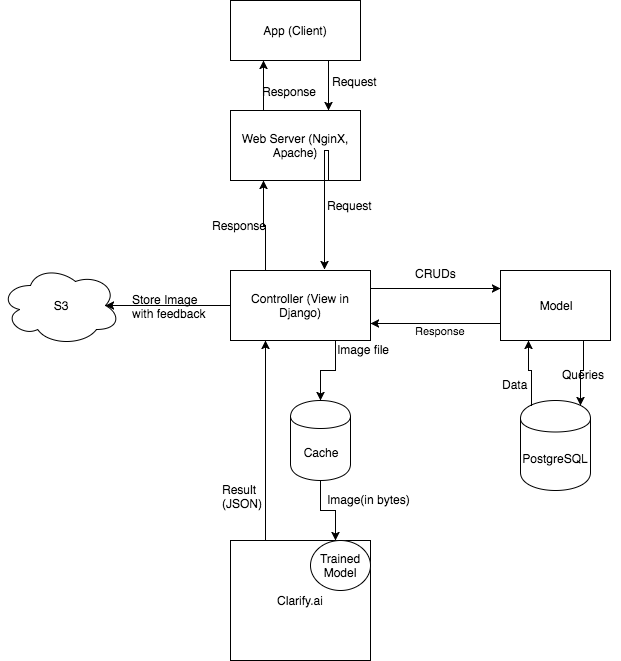 App (Client)
Request
Response
Web Server (NginX,
Apache)
Request
Response
CRUDs
S3
Store Image
with feedback
Controller (View in
Django)
Model
Response
Image file
Data
Queries
Cache
PostgreSQL
Result
(JSON)
Image(in bytes)
Trained
Model
Clarify.ai